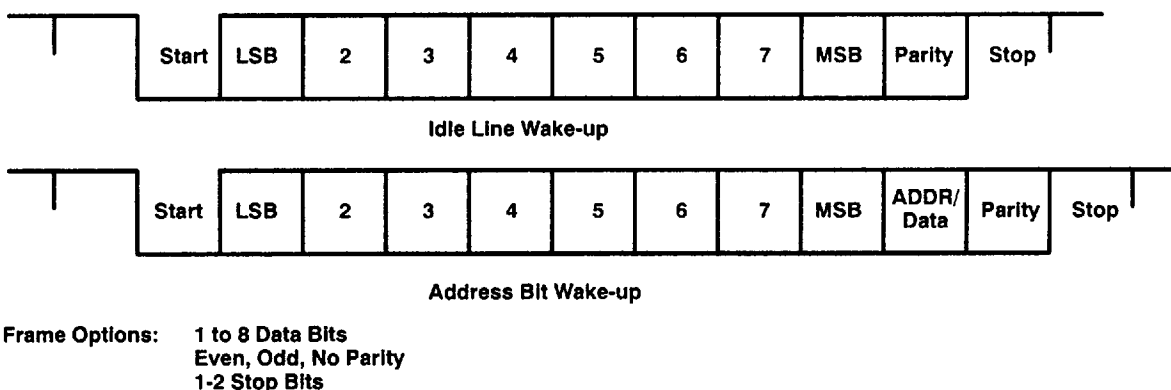 Start LSB 2 3 4 5 6 7 MSB Parity Stop
Idle Line Wake-up
Start LSB 2 3 4 5 6 7 MSB ADDR/ Data Parity Stop
Address Bit Wake-up
Frame Options: 1 to 8 Data Bits
Even, Odd, No Parity
1-2 Stop Bits